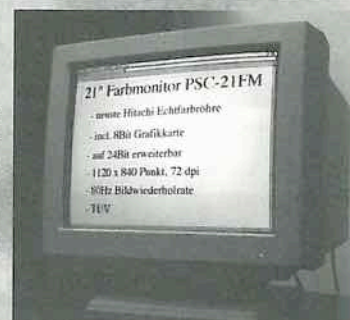 21" Farbmonitor PSC-21FM
- neuste Hitachi Echtfarbröhre
- incl. 8Bit Grafikkarte
- auf 24Bit erweiterbar
- 1120 x 840 Punkt, 72 dpi
- 80Hz Bildwiederholrate
- TÜV